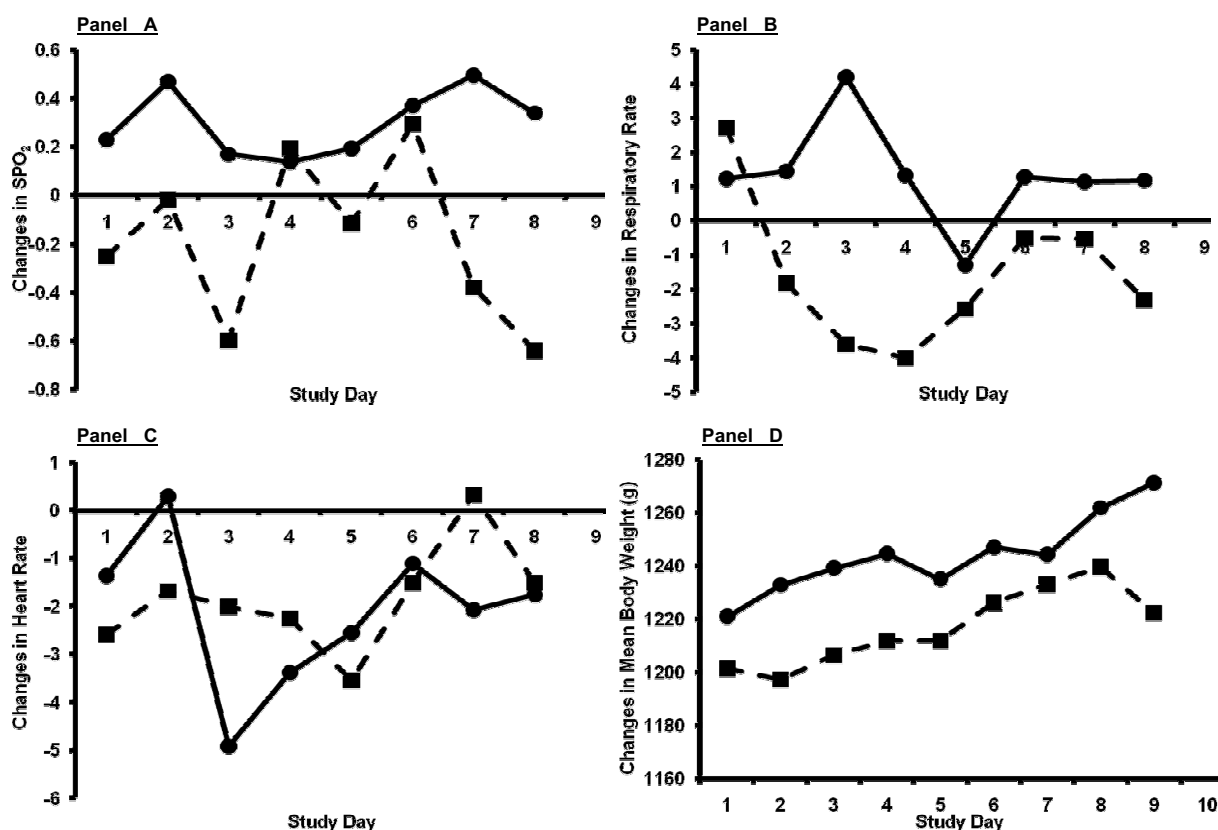 Panel A
0.6
0.4
0.2
0
-0.2
-0.4
-0.6
-0.8
Changes in SPO₂
1 2 3 4 5 6 7 8 9
Study Day
Panel B
5
4
3
2
1
0
-1
-2
-3
-4
-5
Changes in Respiratory Rate
1 2 3 4 5 6 7 8 9
Study Day
Panel C
1
0
-1
-2
-3
-4
-5
-6
Changes in Heart Rate
1 2 3 4 5 6 7 8 9
Study Day
Panel D
1280
1260
1240
1220
1200
1180
1160
Changes in Mean Body Weight (g)
1 2 3 4 5 6 7 8 9 10
Study Day